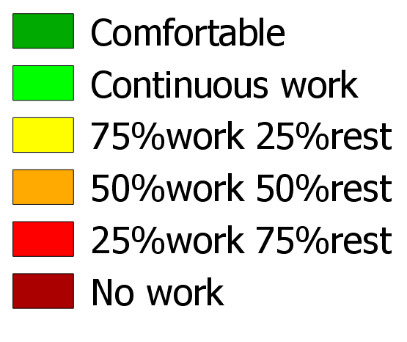 Comfortable
Continuous work
75%work 25%rest
50%work 50%rest
25%work 75%rest
No work